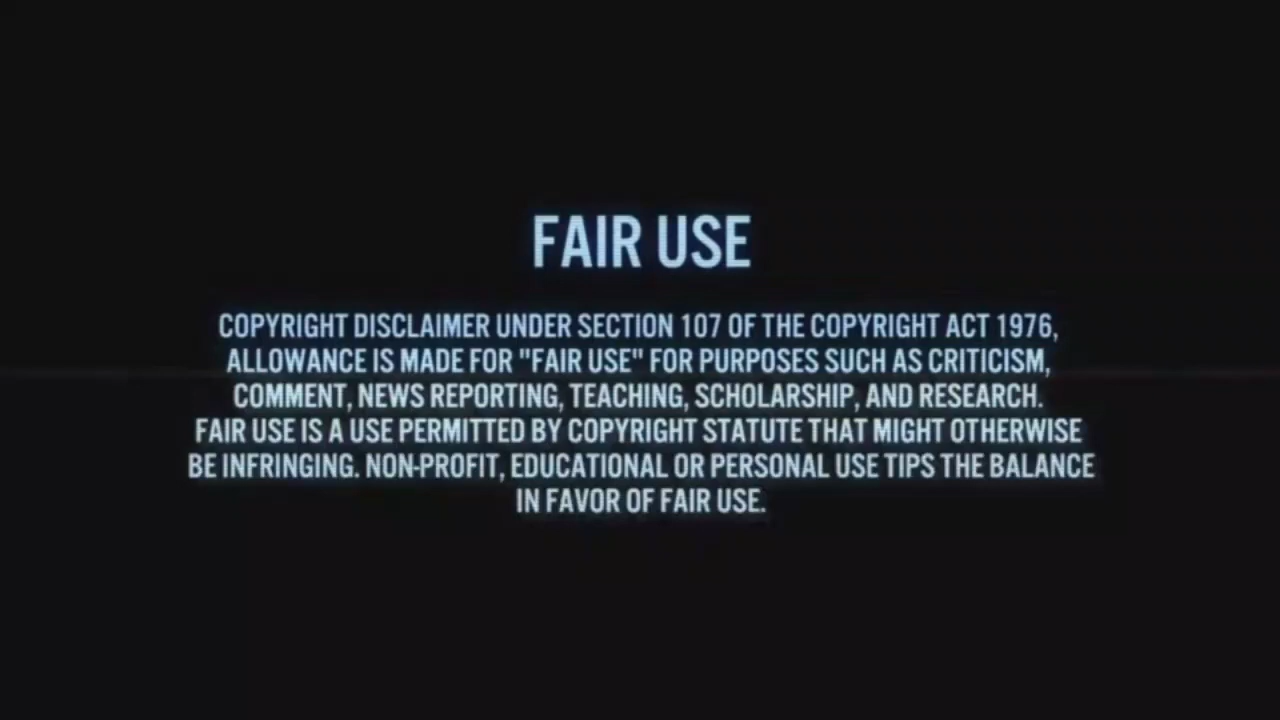 FAIR USE
COPYRIGHT DISCLAIMER UNDER SECTION 107 OF THE COPYRIGHT ACT 1976,
ALLOWANCE IS MADE FOR "FAIR USE" FOR PURPOSES SUCH AS CRITICISM,
COMMENT, NEWS REPORTING, TEACHING, SCHOLARSHIP, AND RESEARCH.
FAIR USE IS A USE PERMITTED BY COPYRIGHT STATUTE THAT MIGHT OTHERWISE
BE INFRINGING. NON-PROFIT, EDUCATIONAL OR PERSONAL USE TIPS THE BALANCE
IN FAVOR OF FAIR USE.